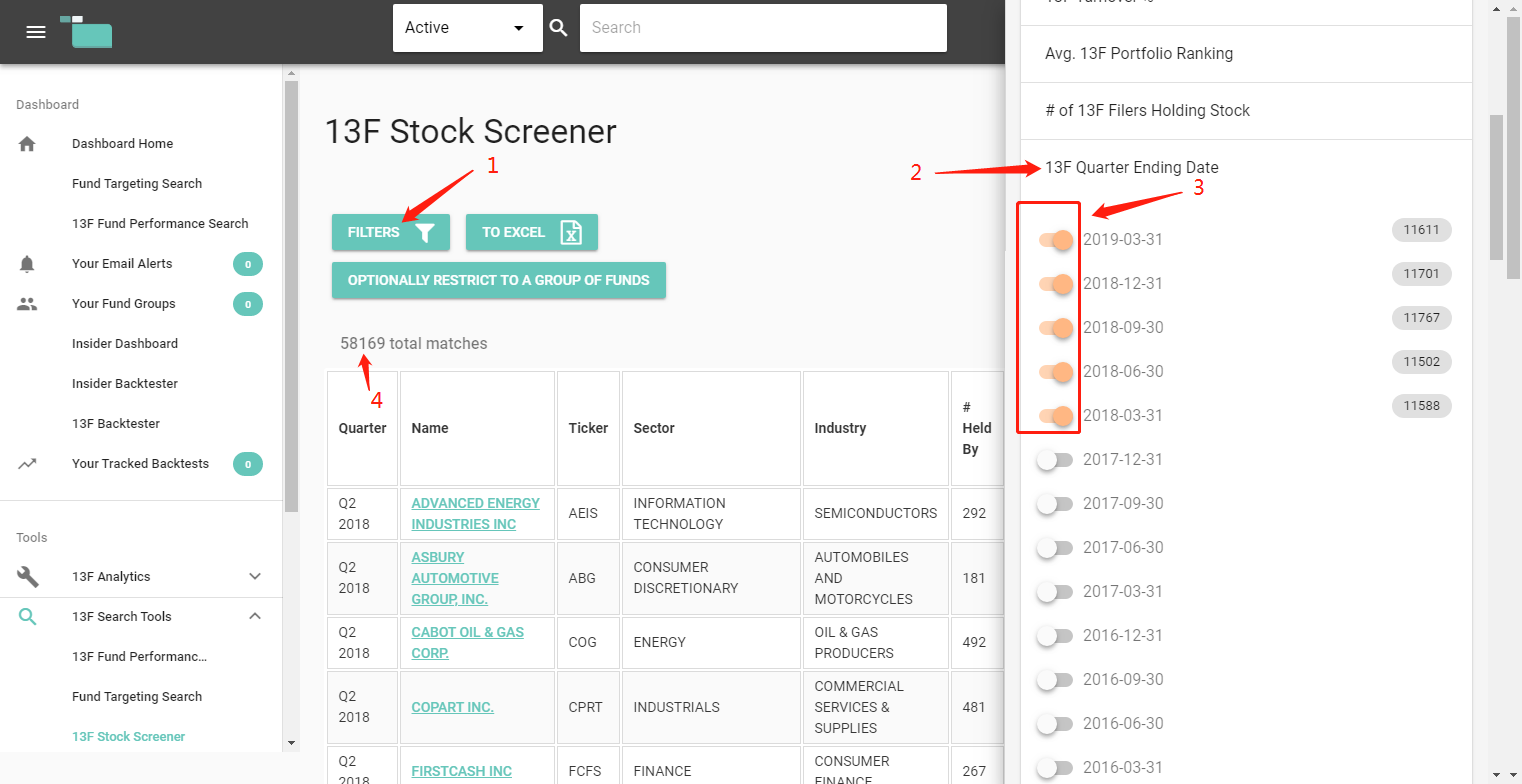 Active
Search
Dashboard
Dashboard Home
Fund Targeting Search
13F Fund Performance Search
Your Email Alerts 0
Your Fund Groups 0
Insider Dashboard
Insider Backtester
13F Backtester
Your Tracked Backtests 0
Tools
13F Analytics
13F Search Tools
13F Fund Performanc...
Fund Targeting Search
13F Stock Screener
13F Stock Screener
1
FILTERS
TO EXCEL
OPTIONALLY RESTRICT TO A GROUP OF FUNDS
58169 total matches
4
Quarter Name Ticker Sector Industry # Held By
Q2 2018 ADVANCED ENERGY INDUSTRIES INC AEIS INFORMATION TECHNOLOGY SEMICONDUCTORS 292
Q2 2018 ASBURY AUTOMOTIVE GROUP, INC. ABG CONSUMER DISCRETIONARY AUTOMOBILES AND MOTORCYCLES 181
Q2 2018 CABOT OIL & GAS CORP. COG ENERGY OIL & GAS PRODUCERS 492
Q2 2018 COPART INC. CPRT INDUSTRIALS COMMERCIAL SERVICES & SUPPLIES 481
Q2 2018 FIRSTCASH INC FCFS FINANCE CONSUMER FINANCE 267
13F Turnover %
Avg. 13F Portfolio Ranking
# of 13F Filers Holding Stock
2
13F Quarter Ending Date
3
2019-03-31 11611
2018-12-31 11701
2018-09-30 11767
2018-06-30 11502
2018-03-31 11588
2017-12-31
2017-09-30
2017-06-30
2017-03-31
2016-12-31
2016-09-30
2016-06-30
2016-03-31